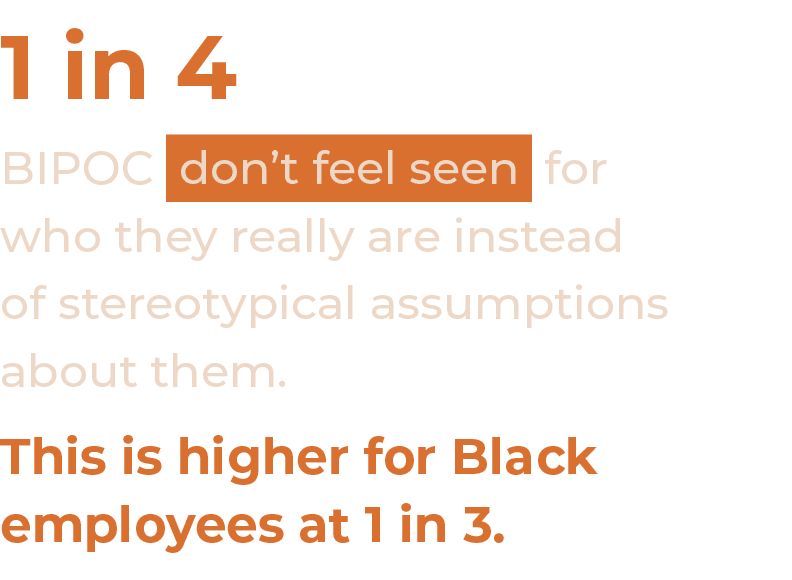 1 in 4
BIPOC don’t feel seen for
who they really are instead
of stereotypical assumptions
about them.
This is higher for Black
employees at 1 in 3.